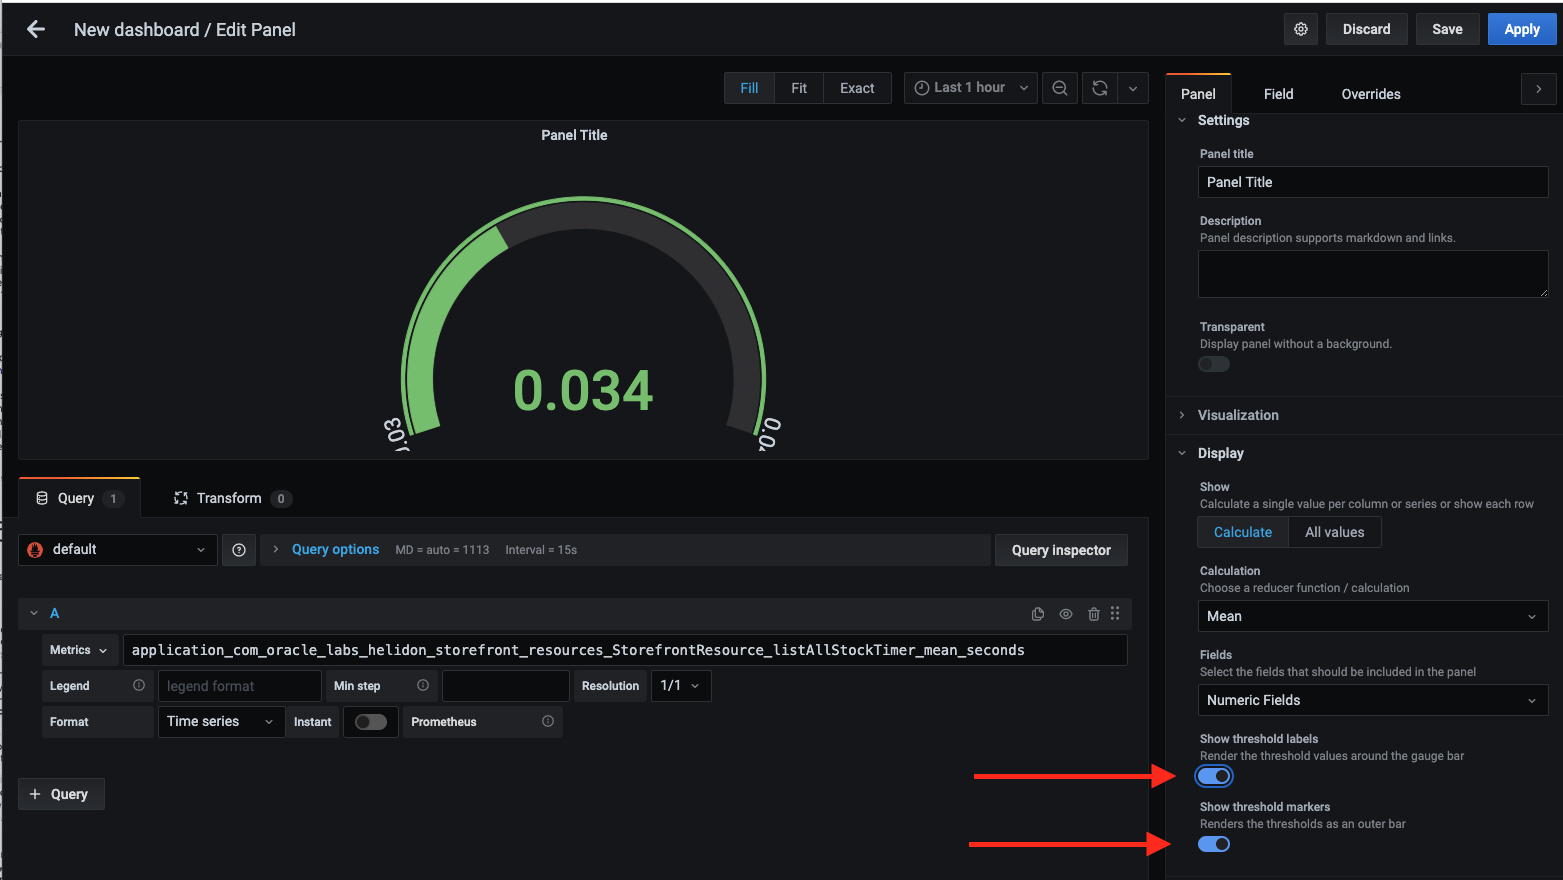 New dashboard / Edit Panel
Discard
Save
Apply
Fill
Fit
Exact
Last 1 hour
Panel Title
0.034
Query 1
Transform 0
default
Query options
MD = auto = 1113
Interval = 15s
Query inspector
A
Metrics
application_com_oracle_labs_helidon_storefront_resources_StorefrontResource_listAllStockTimer_mean_seconds
Legend
legend format
Min step
Resolution
1/1
Format
Time series
Instant
Prometheus
+ Query
Panel
Field
Overrides
Settings
Panel title
Panel Title
Description
Panel description supports markdown and links.
Transparent
Display panel without a background.
Visualization
Display
Show
Calculate a single value per column or series or show each row
Calculate
All values
Calculation
Choose a reducer function / calculation
Mean
Fields
Select the fields that should be included in the panel
Numeric Fields
Show threshold labels
Render the threshold values around the gauge bar
Show threshold markers
Renders the thresholds as an outer bar